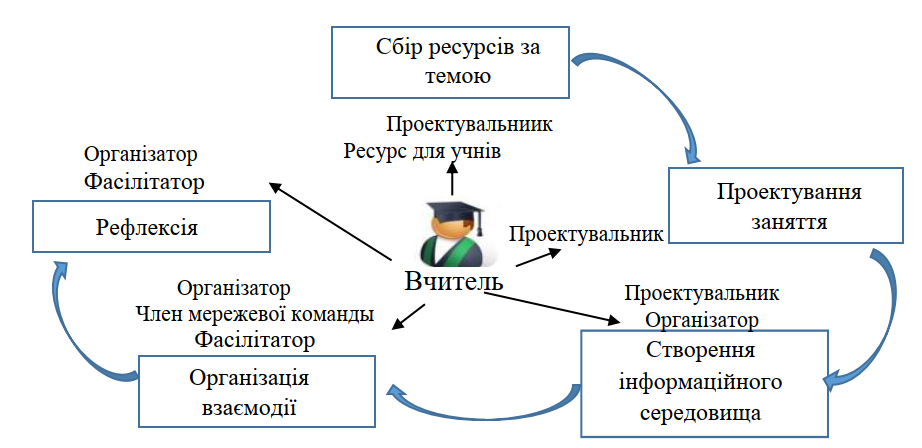 Сбір ресурсів за
темою
Проектувальниик
Ресурс для учнів
Організатор
Фасілітатор
Рефлексія
Проектування
заняття
Проектувальник
Вчитель
Організатор
Член мережевої команды
Фасілітатор
Організація
взаємодії
Проектувальник
Організатор
Створення
інформаційного
середовища